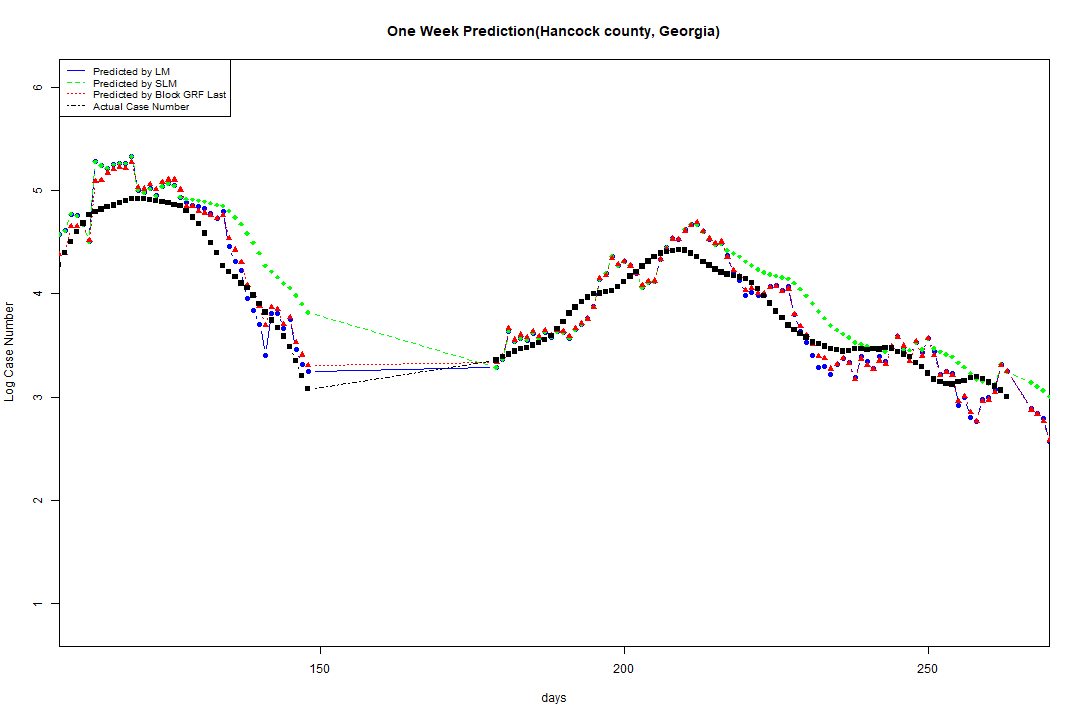 One Week Prediction(Hancock county, Georgia)
Predicted by LM
Predicted by SLM
Predicted by Block GRF Last
Actual Case Number
6
5
4
3
2
1
Log Case Number
150
200
250
days